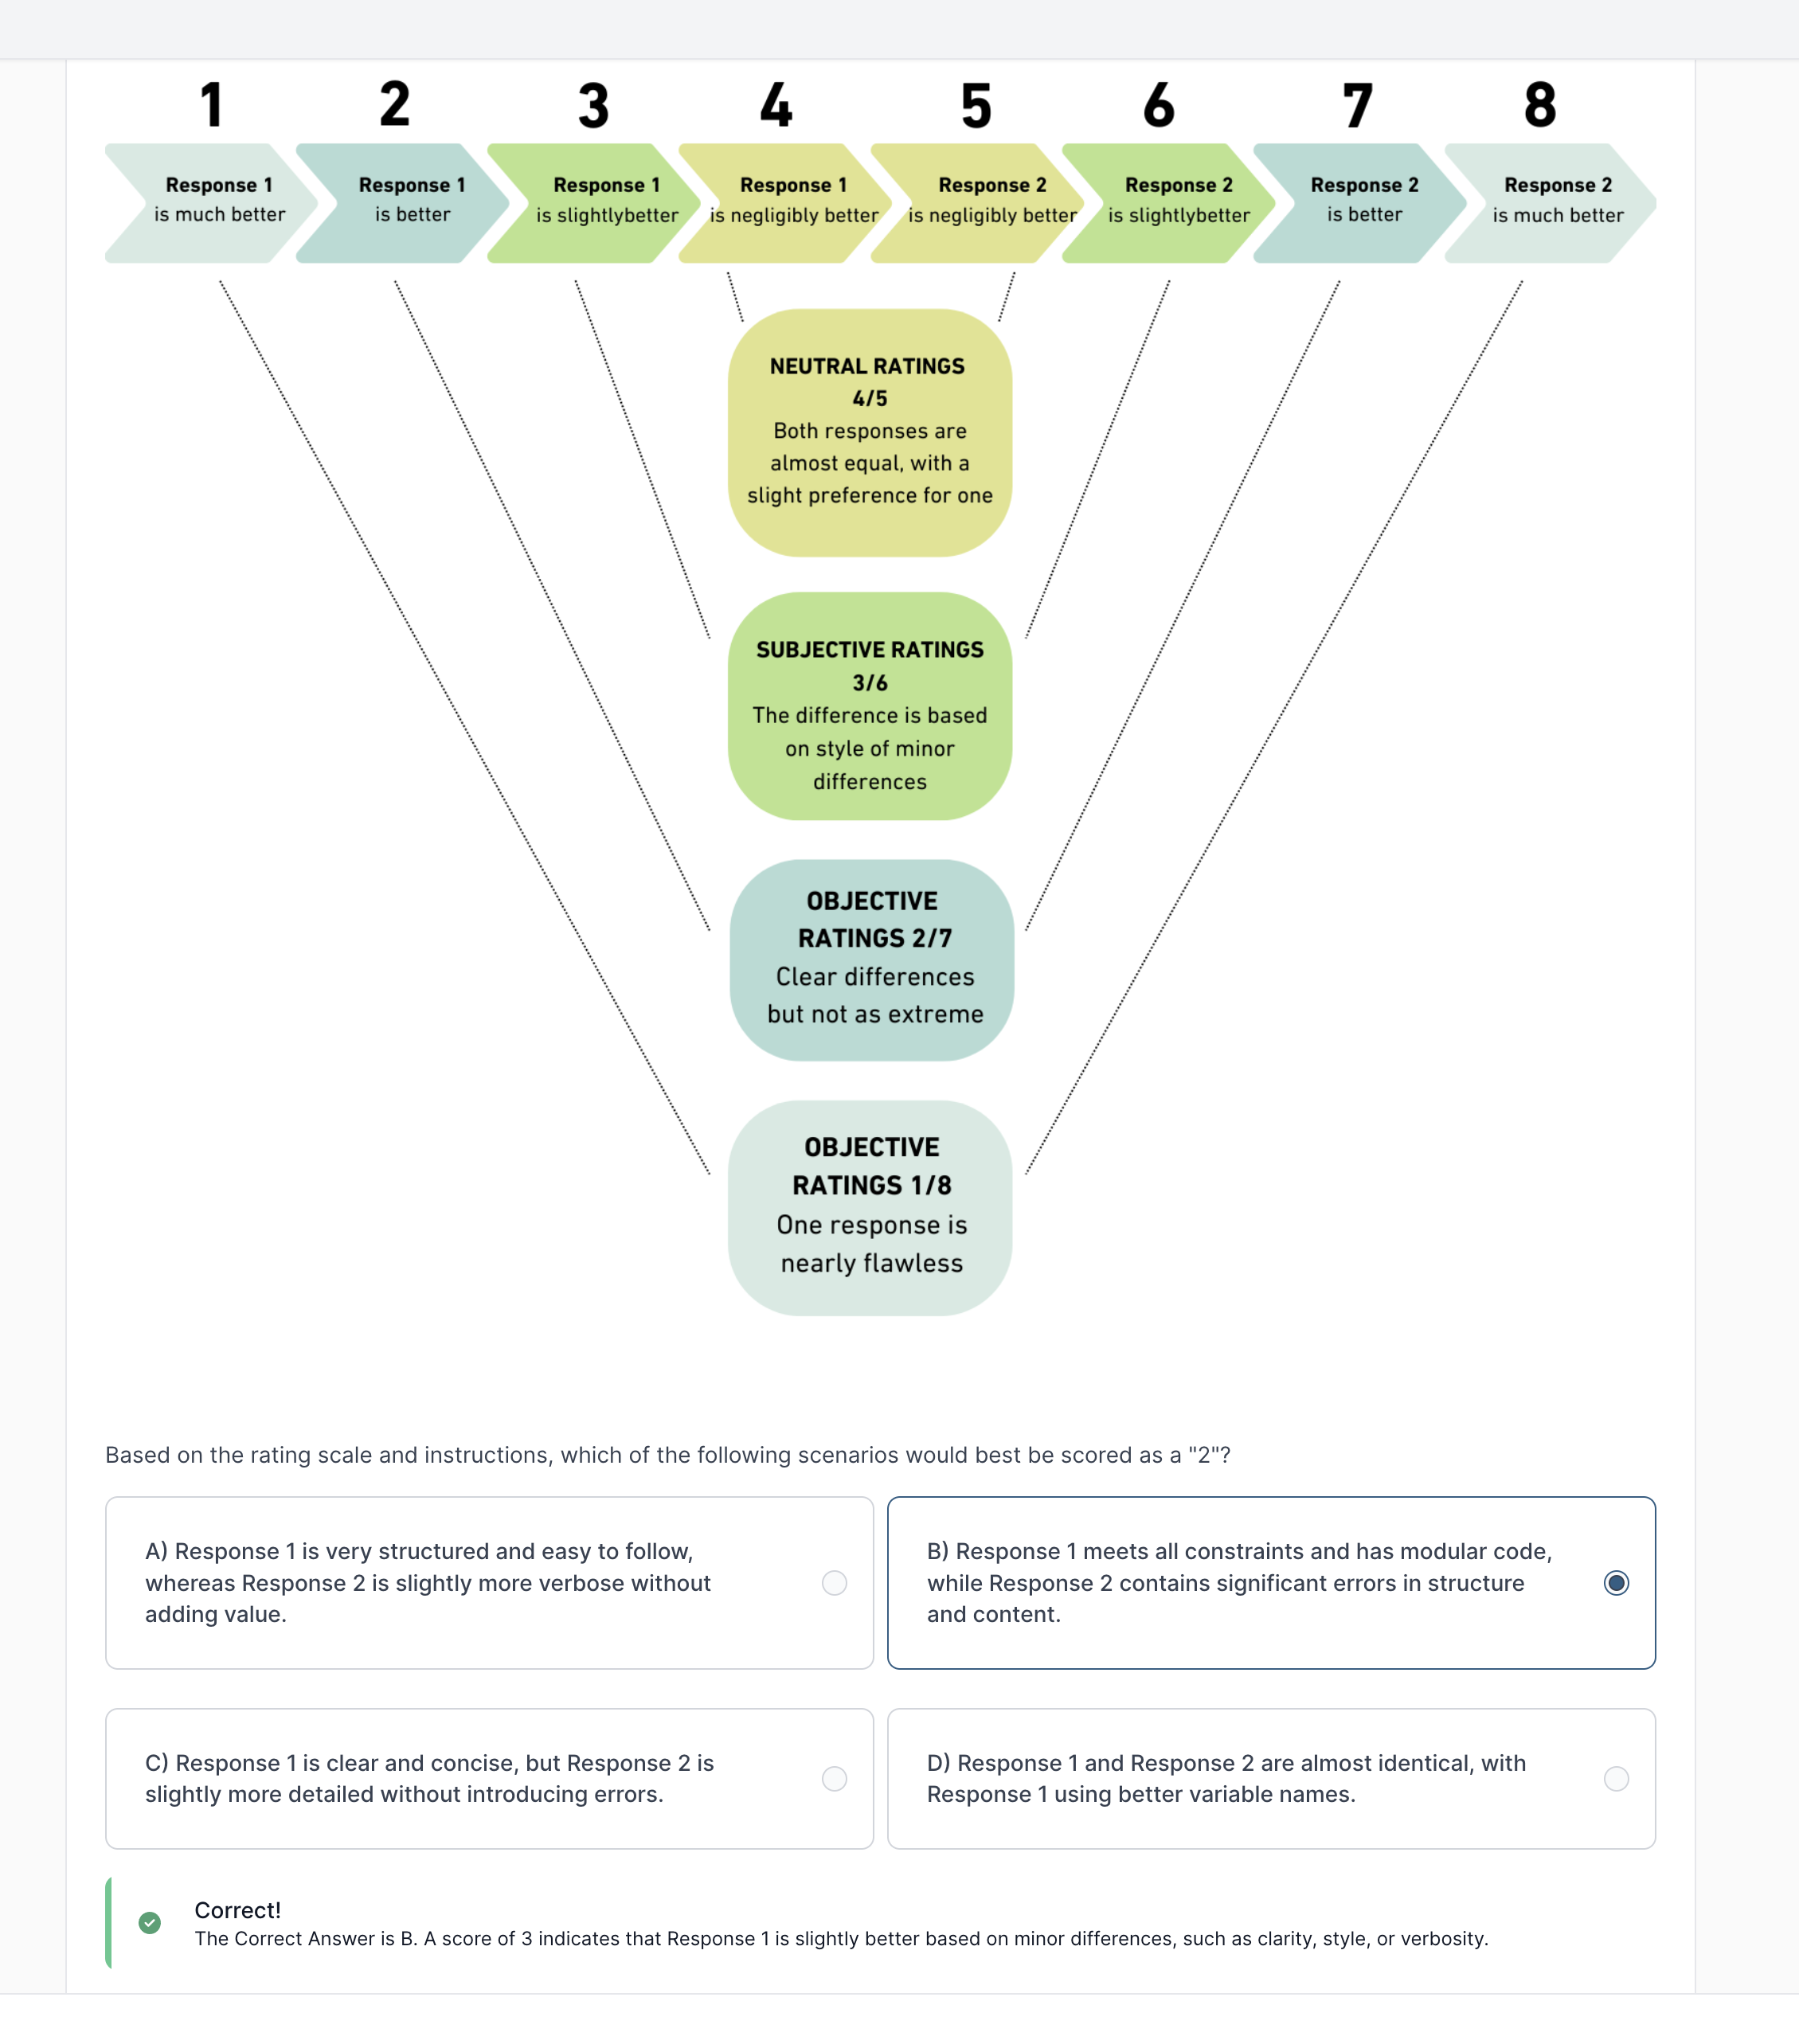 1 2 3 4 5 6 7 8
Response 1
is much better
Response 1
is better
Response 1
is slightlybetter
Response 1
is negligibly better
Response 2
is negligibly better
Response 2
is slightlybetter
Response 2
is better
Response 2
is much better
NEUTRAL RATINGS
4/5
Both responses are
almost equal, with a
slight preference for one
SUBJECTIVE RATINGS
3/6
The difference is based
on style of minor
differences
OBJECTIVE
RATINGS 2/7
Clear differences
but not as extreme
OBJECTIVE
RATINGS 1/8
One response is
nearly flawless
Based on the rating scale and instructions, which of the following scenarios would best be scored as a "2"?
A) Response 1 is very structured and easy to follow,
whereas Response 2 is slightly more verbose without
adding value.
B) Response 1 meets all constraints and has modular code,
while Response 2 contains significant errors in structure
and content.
C) Response 1 is clear and concise, but Response 2 is
slightly more detailed without introducing errors.
D) Response 1 and Response 2 are almost identical, with
Response 1 using better variable names.
Correct!
The Correct Answer is B. A score of 3 indicates that Response 1 is slightly better based on minor differences, such as clarity, style, or verbosity.